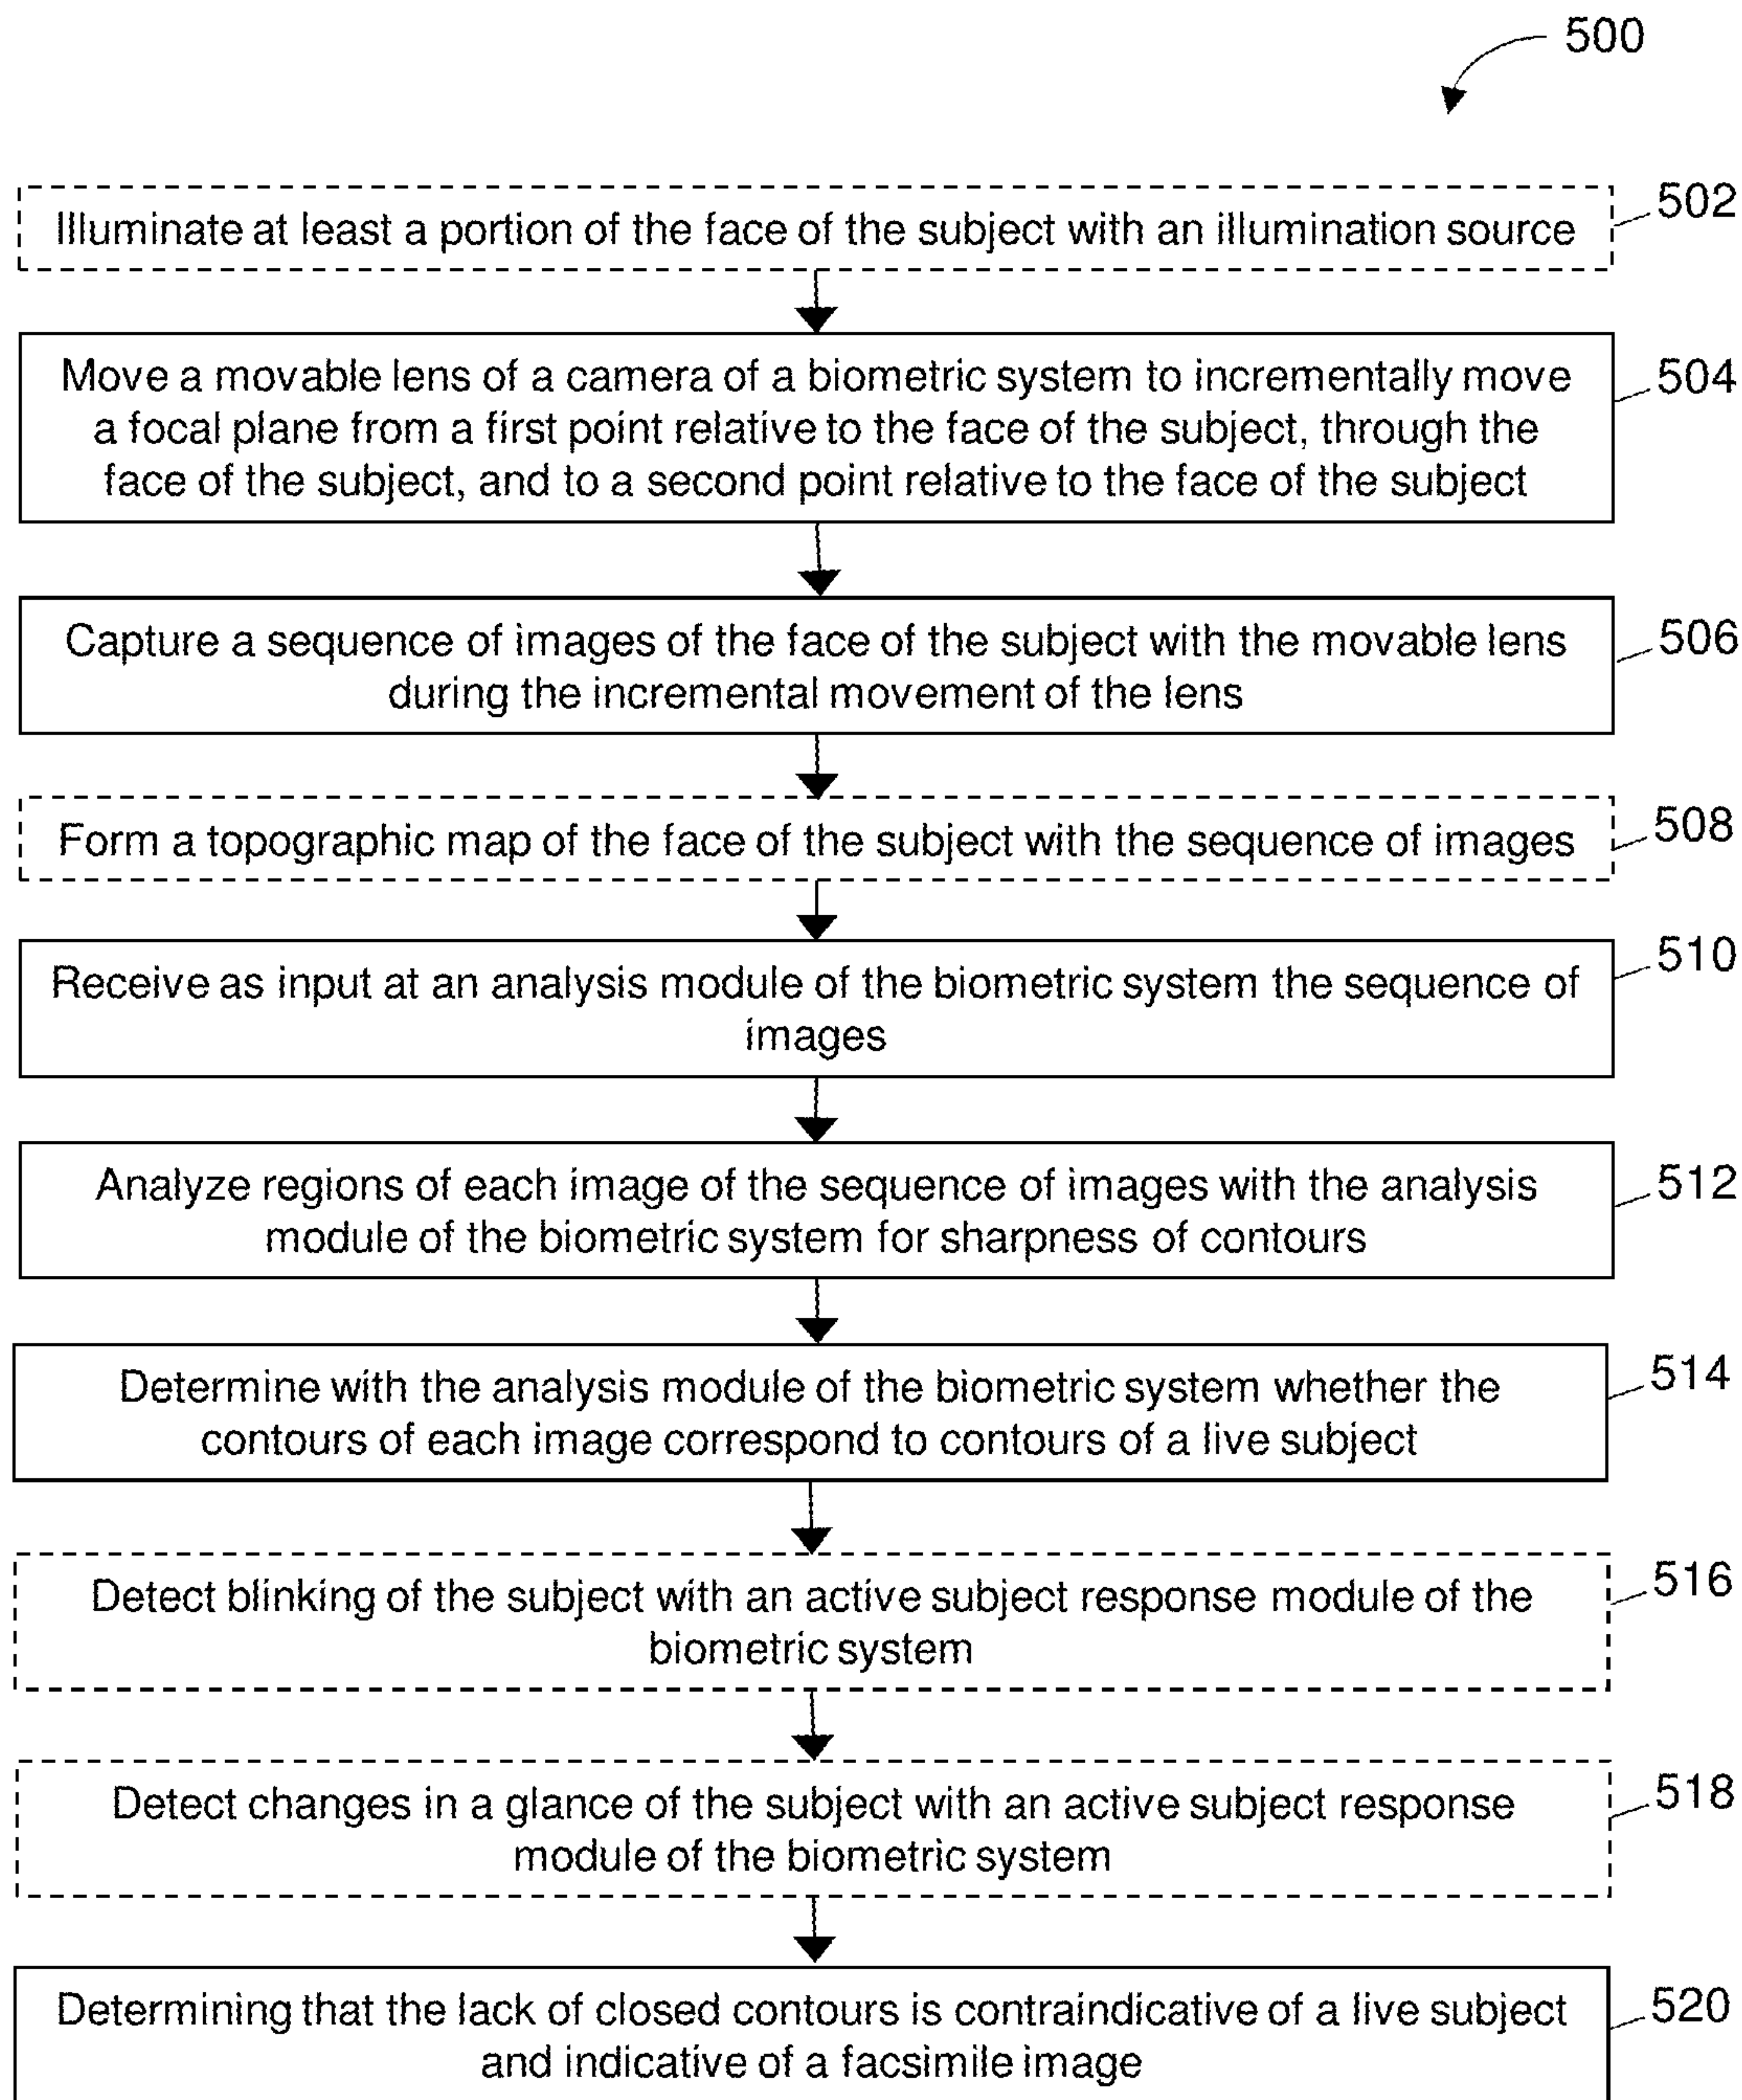 500
Illuminate at least a portion of the face of the subject with an illumination source
502
Move a movable lens of a camera of a biometric system to incrementally move
a focal plane from a first point relative to the face of the subject, through the
face of the subject, and to a second point relative to the face of the subject
504
Capture a sequence of images of the face of the subject with the movable lens
during the incremental movement of the lens
506
Form a topographic map of the face of the subject with the sequence of images
508
Receive as input at an analysis module of the biometric system the sequence of
images
510
Analyze regions of each image of the sequence of images with the analysis
module of the biometric system for sharpness of contours
512
Determine with the analysis module of the biometric system whether the
contours of each image correspond to contours of a live subject
514
Detect blinking of the subject with an active subject response module of the
biometric system
516
Detect changes in a glance of the subject with an active subject response
module of the biometric system
518
Determining that the lack of closed contours is contraindicative of a live subject
and indicative of a facsimile image
520